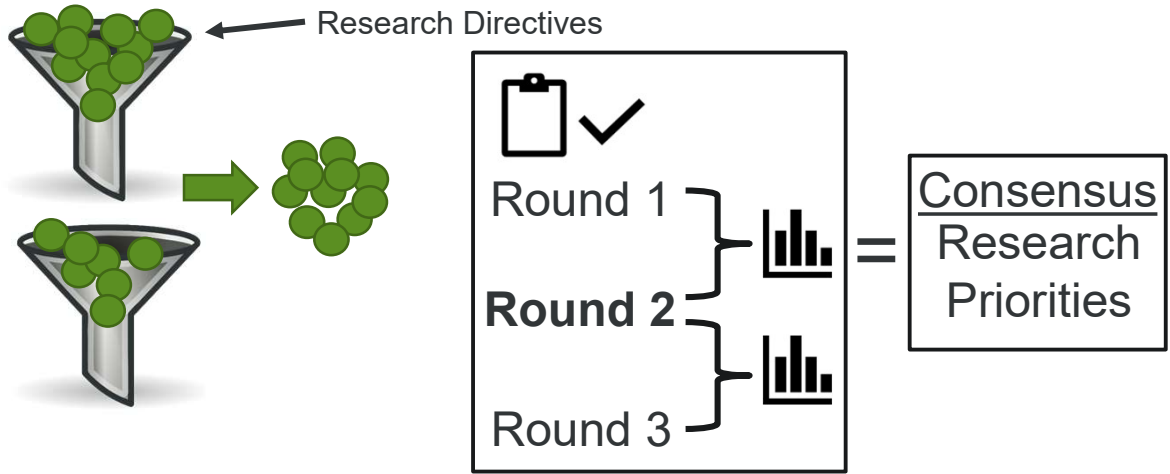 Research Directives
Round 1
Round 2
Round 3
=
Consensus
Research
Priorities